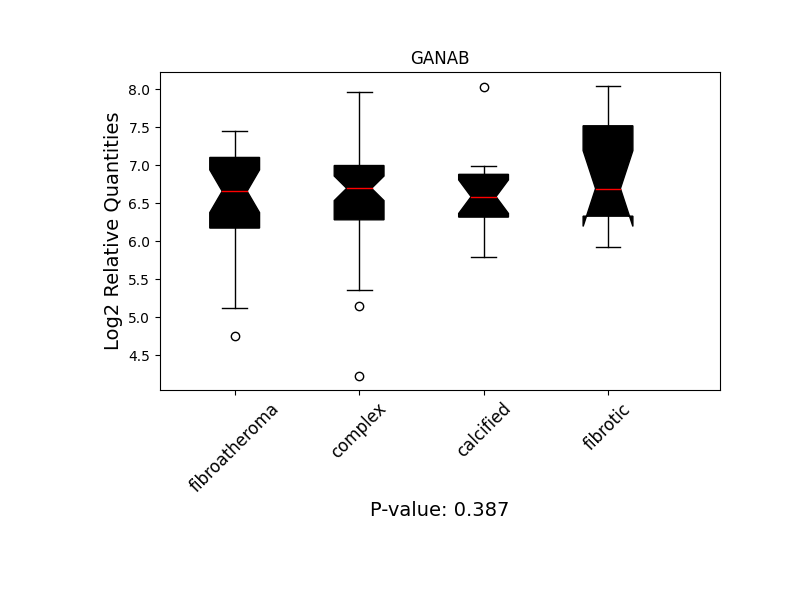 GANAB
Log2 Relative Quantities
8.0
7.5
7.0
6.5
6.0
5.5
5.0
4.5
fibroatheroma
complex
calcified
fibrotic
P-value: 0.387